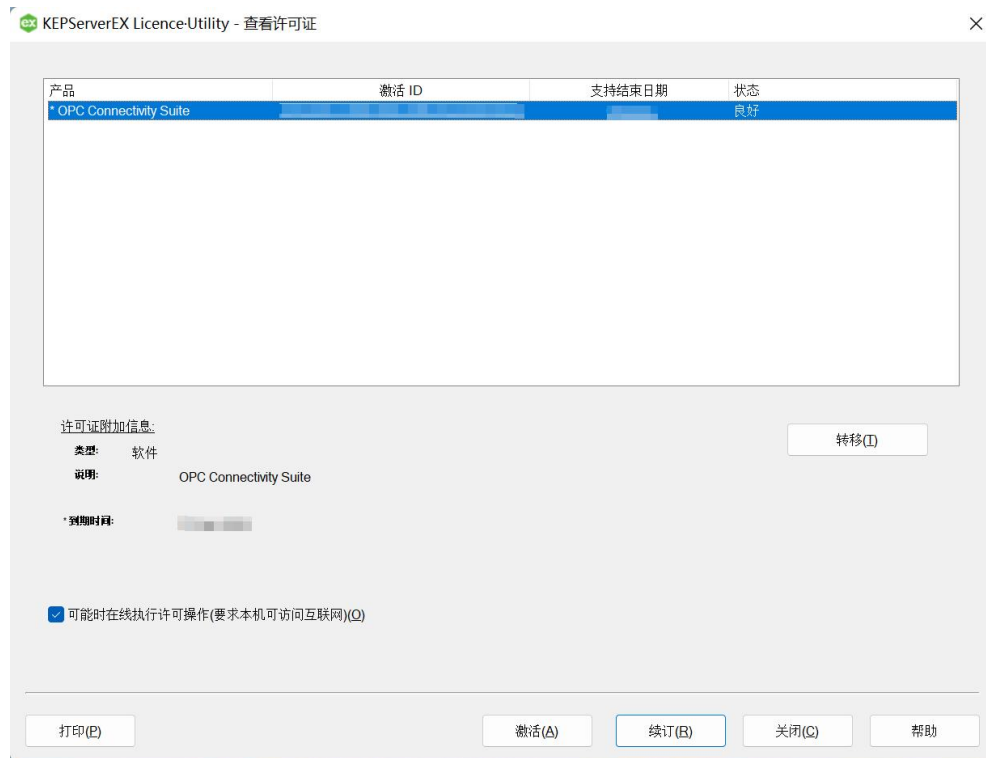 ex KEPServerEX Licence·Utility - 查看许可证
产品 激活 ID 支持结束日期 状态
* OPC Connectivity Suite 良好
许可证附加信息:
类型: 软件
说明: OPC Connectivity Suite
*到期时间:
可能时在线执行许可操作(要求本机可访问互联网)(O)
转移(T)
打印(P) 激活(A) 续订(R) 关闭(C) 帮助